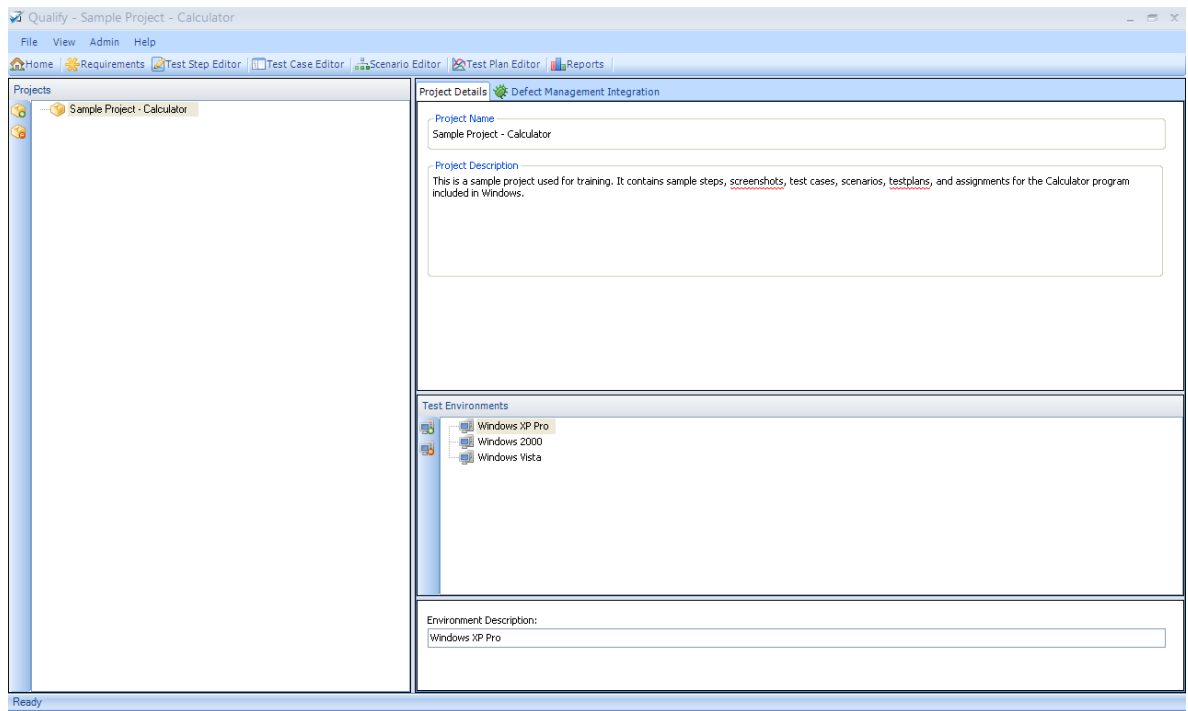 Qualify - Sample Project - Calculator
File View Admin Help
Home Requirements Test Step Editor Test Case Editor Scenario Editor Test Plan Editor Reports
Projects
Sample Project - Calculator
Project Details Defect Management Integration
Project Name
Sample Project - Calculator
Project Description
This is a sample project used for training. It contains sample steps, screenshots, test cases, scenarios, testplans, and assignments for the Calculator program
included in Windows.
Test Environments
Windows XP Pro
Windows 2000
Windows Vista
Environment Description:
Windows XP Pro
Ready